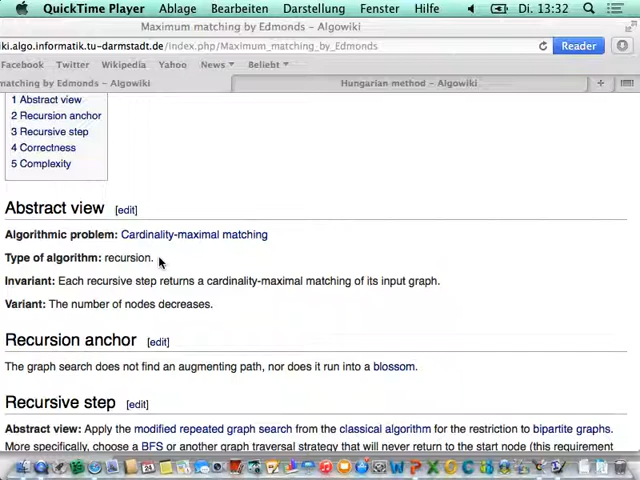 QuickTime Player Ablage Bearbeiten Darstellung Fenster Hilfe Di. 13:32
Maximum matching by Edmonds - Algowiki
iki.algo.informatik.tu-darmstadt.de/index.php/Maximum_matching_by_Edmonds Reader
Facebook Twitter Wikipedia Yahoo News Beliebt
matching by Edmonds - Algowiki Hungarian method - Algowiki +
1 Abstract view
2 Recursion anchor
3 Recursive step
4 Correctness
5 Complexity
Abstract view [edit]
Algorithmic problem: Cardinality-maximal matching
Type of algorithm: recursion.
Invariant: Each recursive step returns a cardinality-maximal matching of its input graph.
Variant: The number of nodes decreases.
Recursion anchor [edit]
The graph search does not find an augmenting path, nor does it run into a blossom.
Recursive step [edit]
Abstract view: Apply the modified repeated graph search from the classical algorithm for the restriction to bipartite graphs.
More specifically, choose a BFS or another graph traversal strategy that will never return to the start node (this requirement